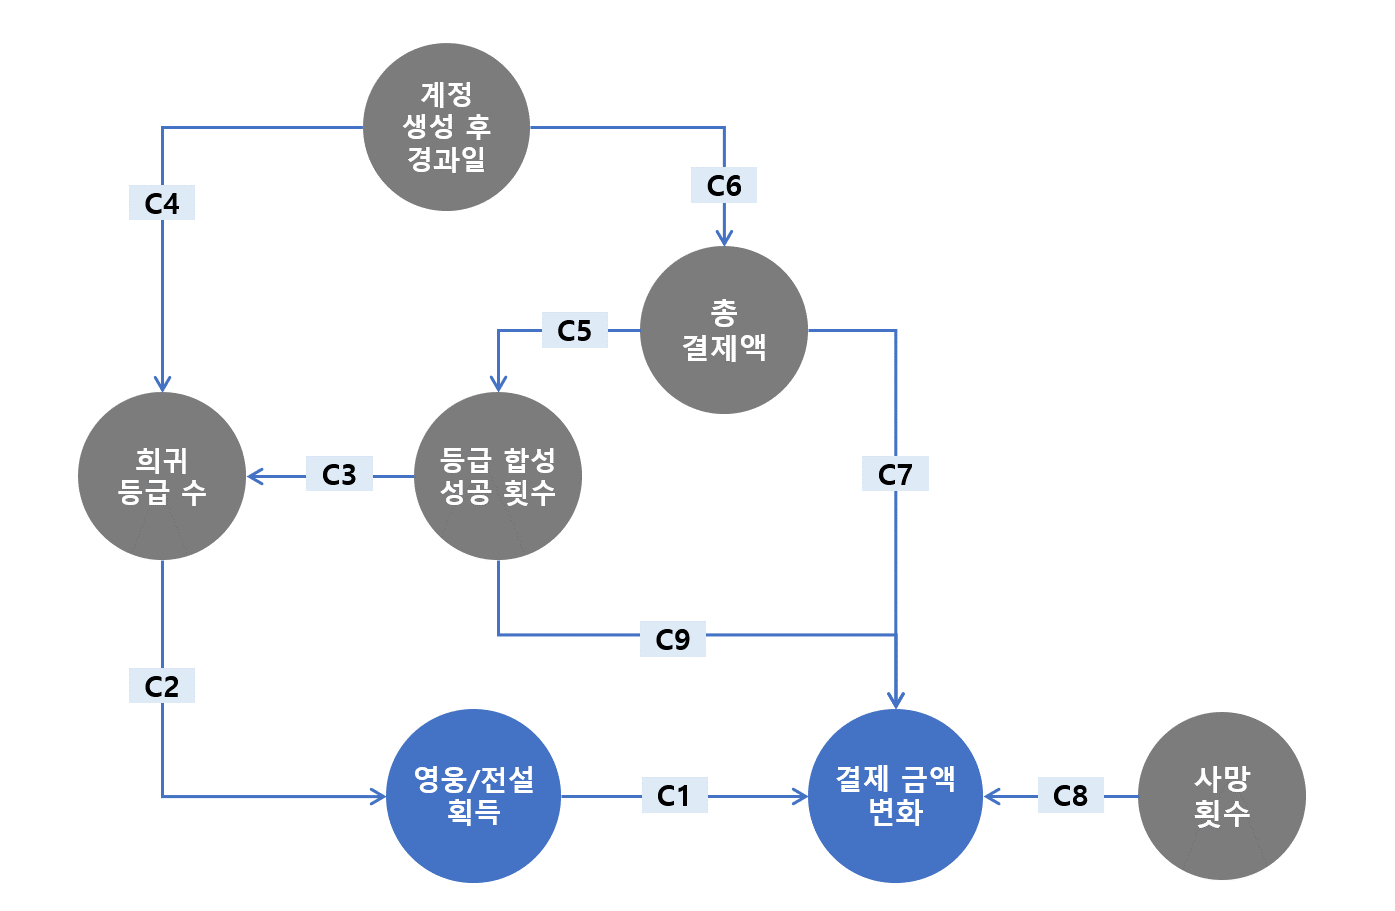 계정
생성 후
경과일
C4
C6
총
결제액
C5
희귀
등급 수
C3
등급 합성
성공 횟수
C7
C9
C2
영웅/전설
획득
C1
결제 금액
변화
C8
사망
횟수